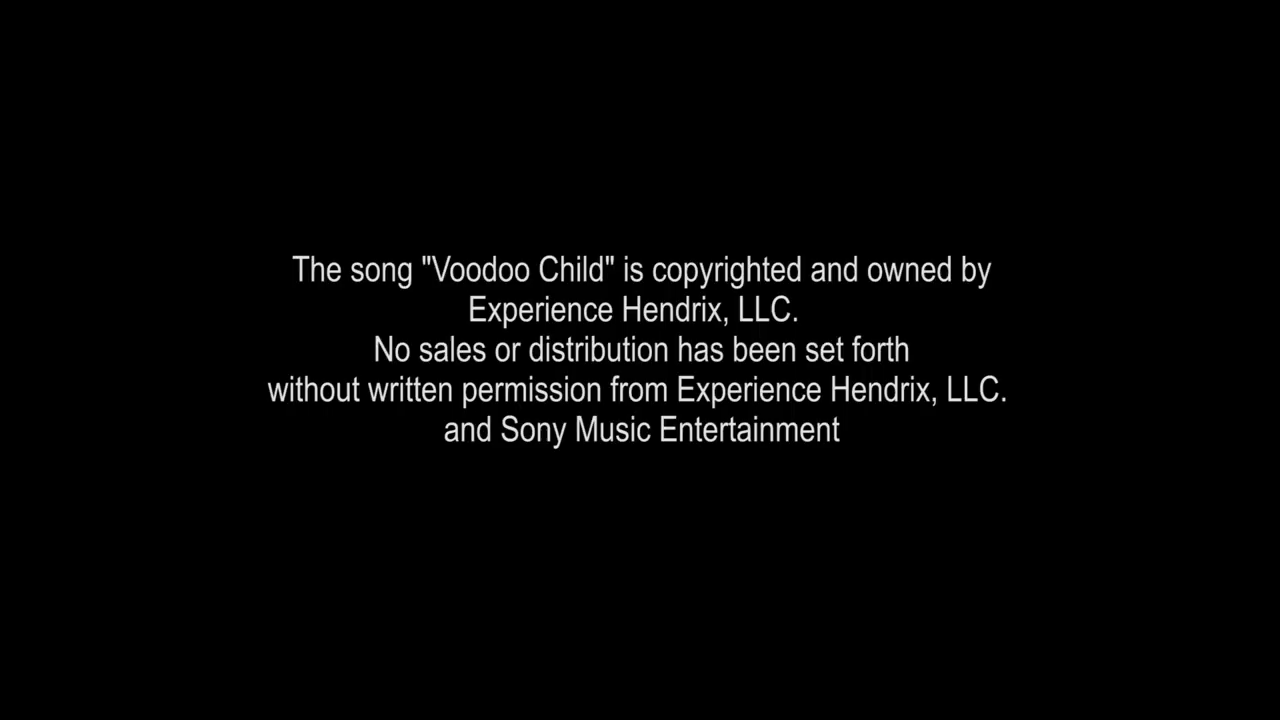 The song "Voodoo Child" is copyrighted and owned by
Experience Hendrix, LLC.
No sales or distribution has been set forth
without written permission from Experience Hendrix, LLC.
and Sony Music Entertainment